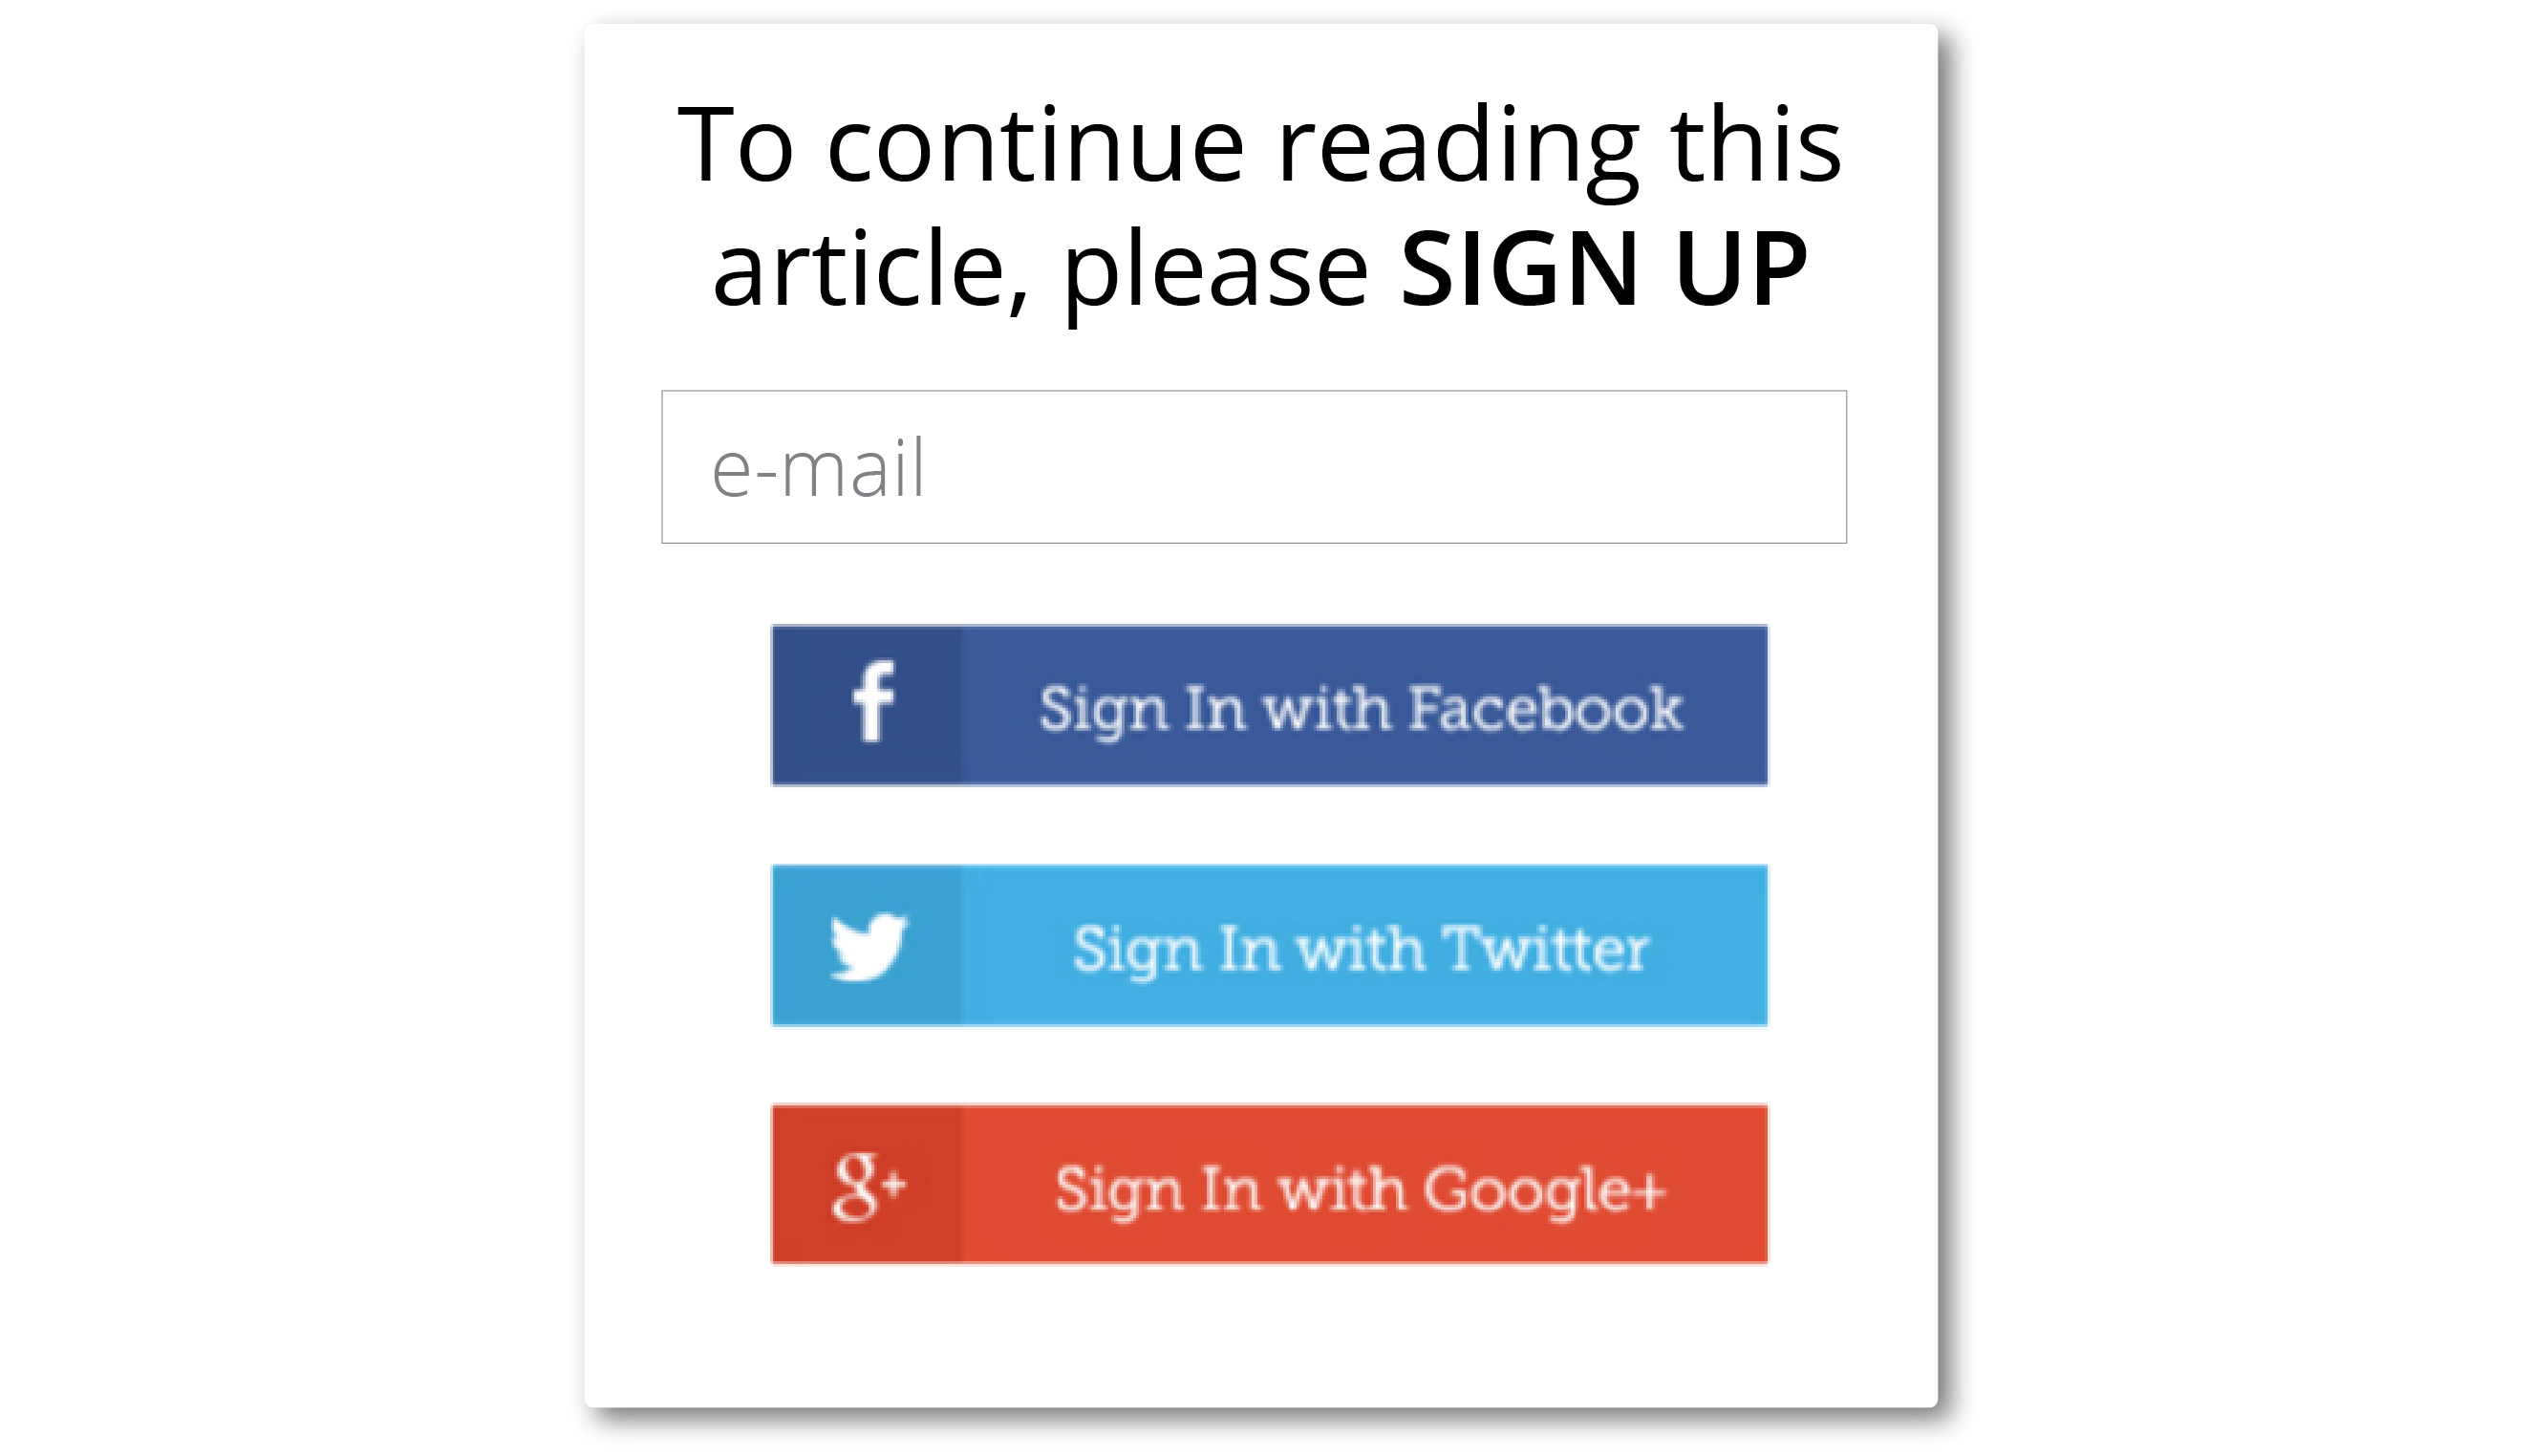 To continue reading this
article, please SIGN UP
e-mail
f
Sign In with Facebook
Sign In with Twitter
g+
Sign In with Google+